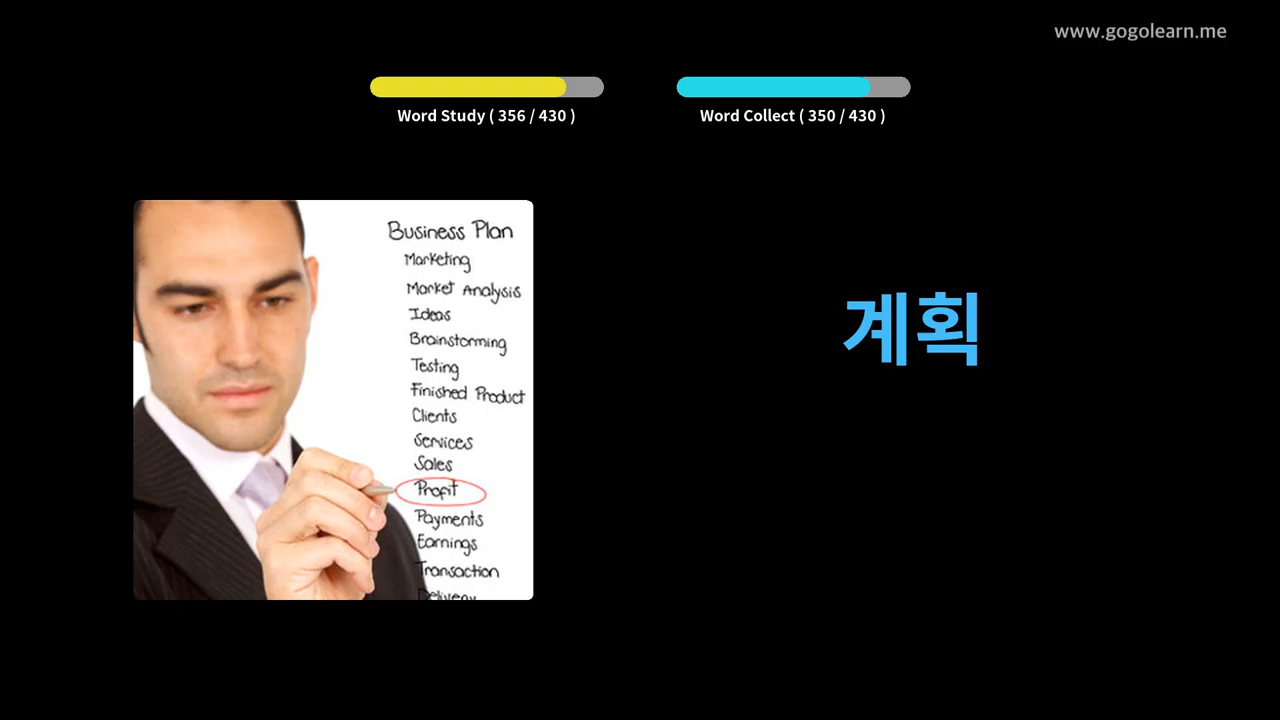 www.gogolearn.me
Word Study ( 356 / 430 )
Word Collect ( 350 / 430 )
Business Plan
Marketing
Market Analysis
Ideas
Brainstorming
Testing
Finished Product
Clients
Services
Sales
Profit
Payments
Earnings
Transaction
Delivery
계획